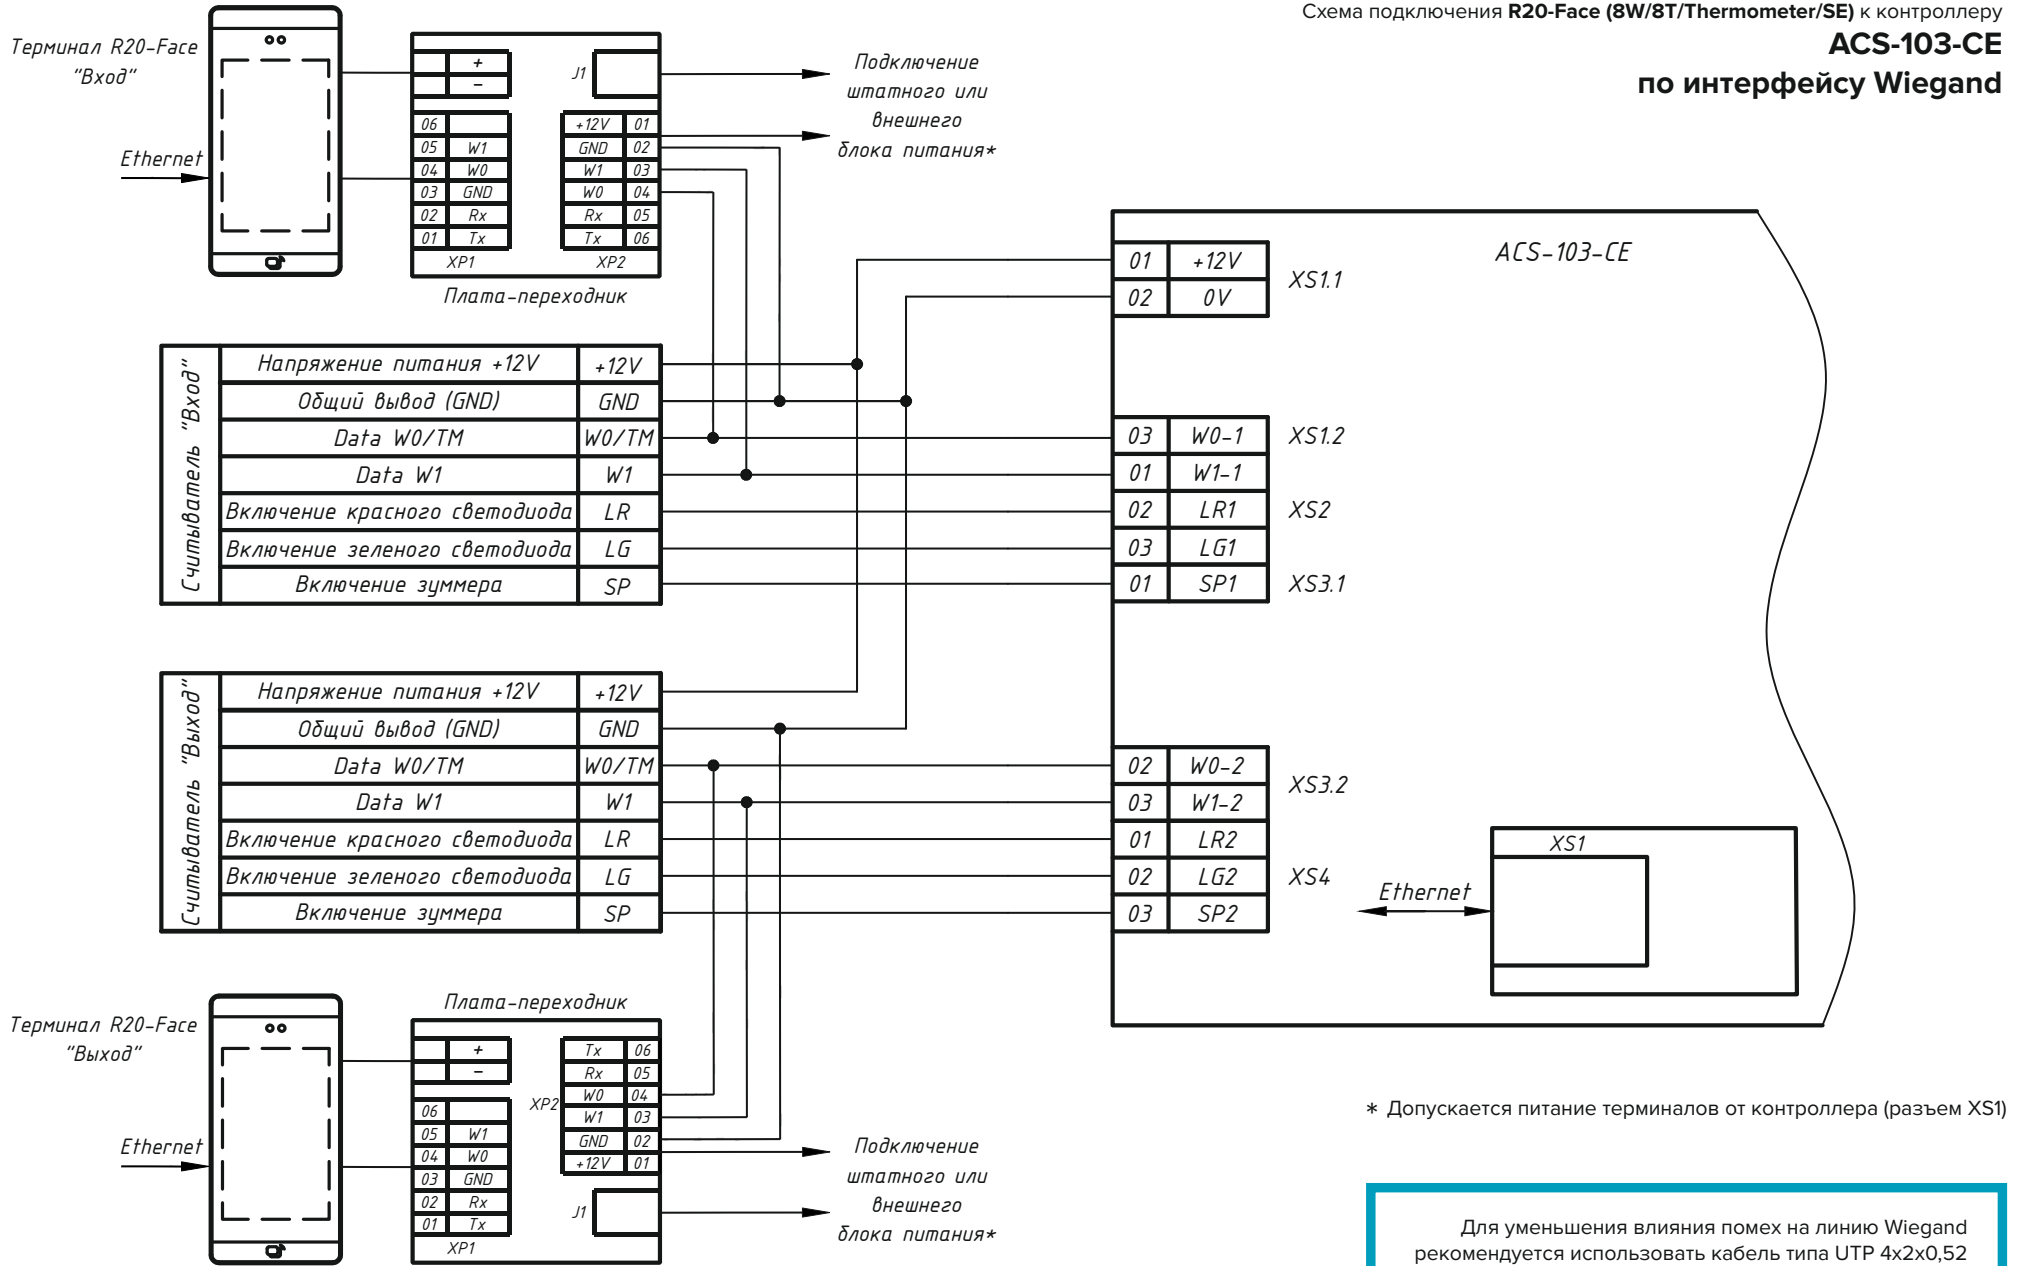 Схема подключения R20-Face (8W/8T/Thermometer/SE) к контроллеру
ACS-103-CE
по интерфейсу Wiegand
Терминал R20-Face
"Вход"
Ethernet
+
−
J1
06
05 W1
04 W0
03 GND
02 Rx
01 Tx
XP1
+12V 01
GND 02
W1 03
W0 04
Rx 05
Tx 06
XP2
Плата-переходник
Подключение
штатного или
внешнего
блока питания*
Считыватель "Вход"
Напряжение питания +12V +12V
Общий вывод (GND) GND
Data W0/TM W0/TM
Data W1 W1
Включение красного светодиода LR
Включение зеленого светодиода LG
Включение зуммера SP
ACS-103-CE
01 +12V
02 0V
XS1.1
03 W0-1
01 W1-1
XS1.2
02 LR1
03 LG1
XS2
01 SP1
XS3.1
Считыватель "Выход"
Напряжение питания +12V +12V
Общий вывод (GND) GND
Data W0/TM W0/TM
Data W1 W1
Включение красного светодиода LR
Включение зеленого светодиода LG
Включение зуммера SP
02 W0-2
03 W1-2
XS3.2
01 LR2
02 LG2
03 SP2
XS4
XS1
Ethernet
Терминал R20-Face
"Выход"
Ethernet
Плата-переходник
+
−
06
05 W1
04 W0
03 GND
02 Rx
01 Tx
XP1
Tx 06
Rx 05
W0 04
W1 03
GND 02
+12V 01
XP2
J1
Подключение
штатного или
внешнего
блока питания*
* Допускается питание терминалов от контроллера (разъем XS1)
Для уменьшения влияния помех на линию Wiegand
рекомендуется использовать кабель типа UTP 4x2x0,52